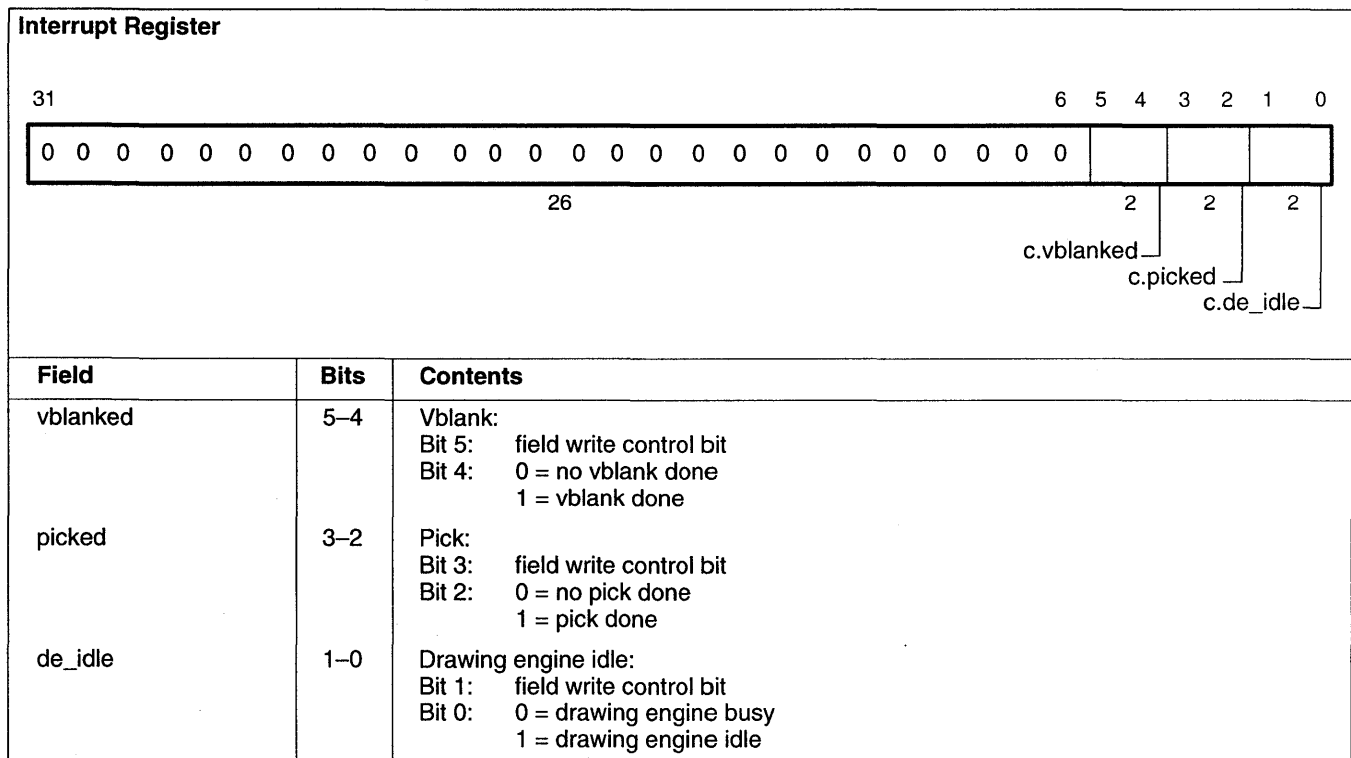 Interrupt Register
31 6 5 4 3 2 1 0
0 0 0 0 0 0 0 0 0 0 0 0 0 0 0 0 0 0 0 0 0 0 0 0 0 0
26 2 2 2
c.vblanked
c.picked
c.de_idle
Field Bits Contents
vblanked 5–4 Vblank:
Bit 5: field write control bit
Bit 4: 0 = no vblank done
1 = vblank done
picked 3–2 Pick:
Bit 3: field write control bit
Bit 2: 0 = no pick done
1 = pick done
de_idle 1–0 Drawing engine idle:
Bit 1: field write control bit
Bit 0: 0 = drawing engine busy
1 = drawing engine idle